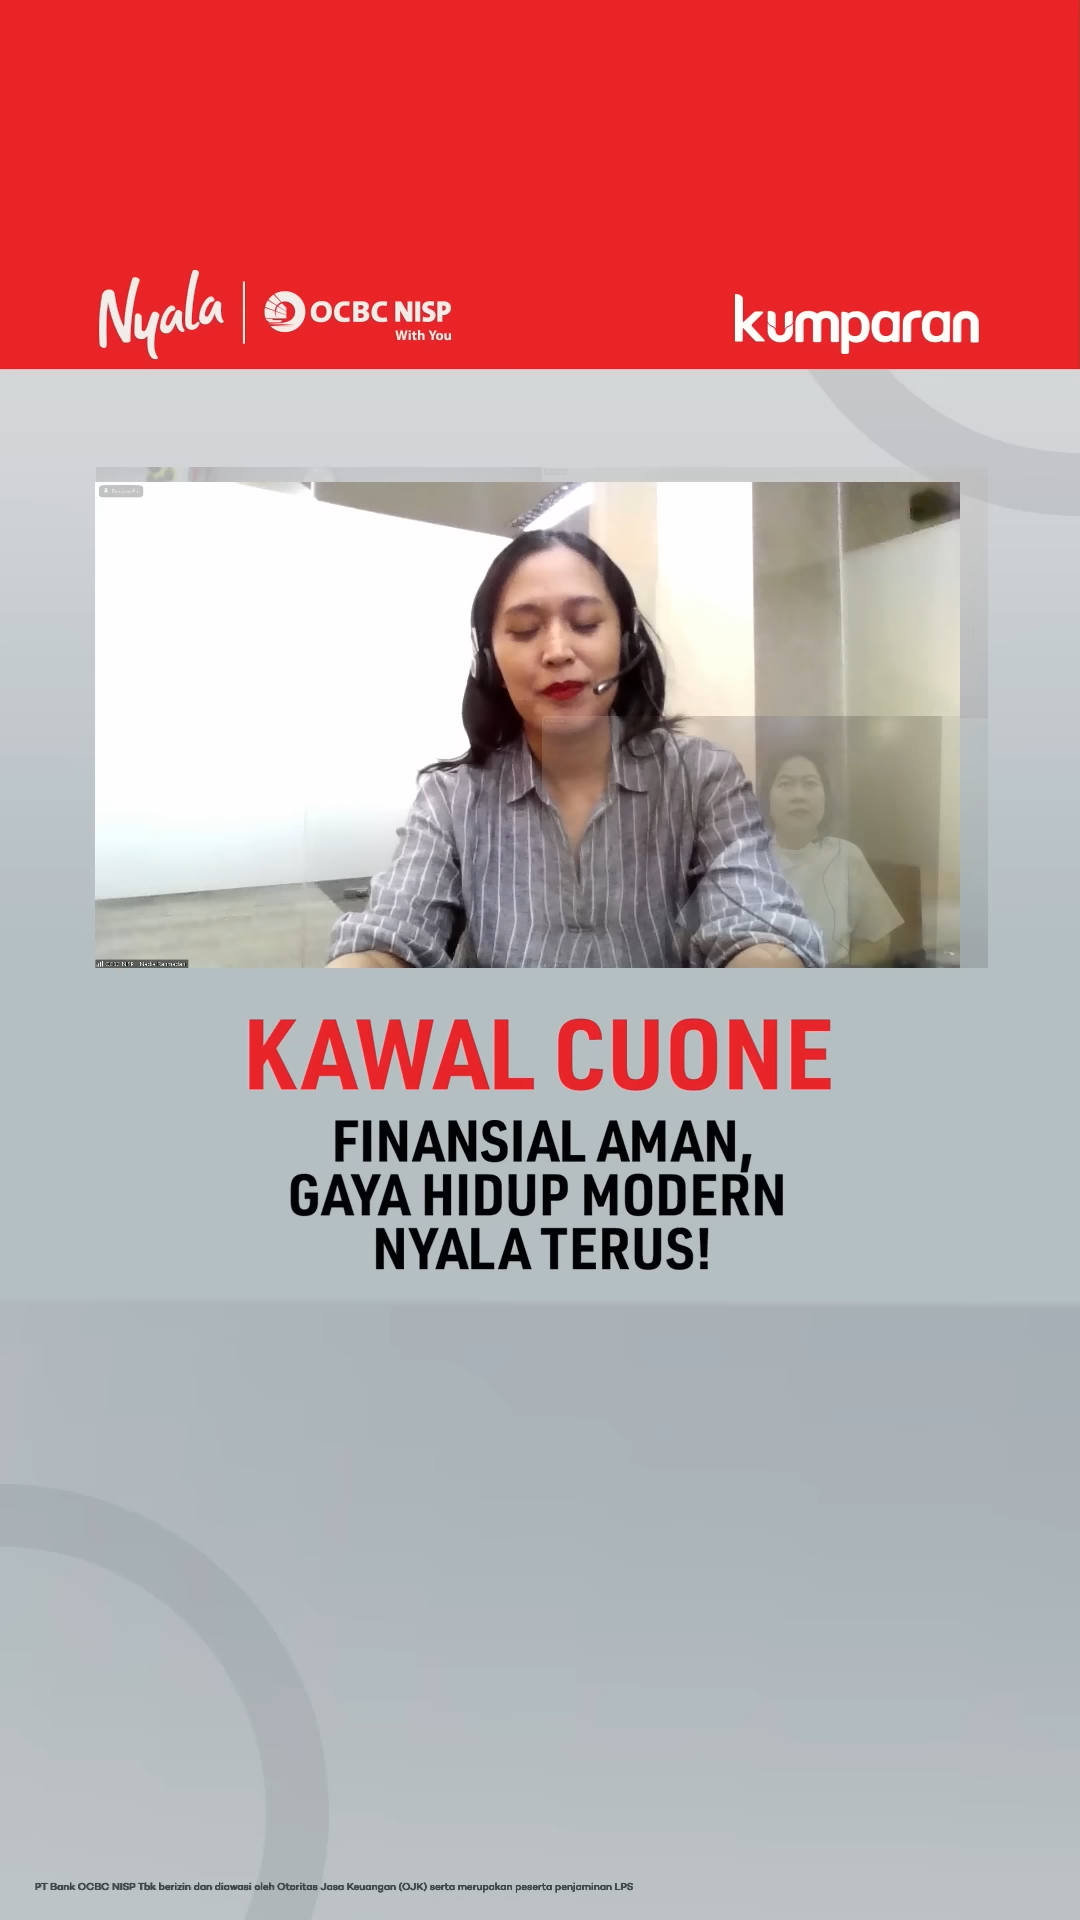 Nyala
OCBC NISP
With You
kumparan
KAWAL CUONE
FINANSIAL AMAN,
GAYA HIDUP MODERN
NYALA TERUS!
PT Bank OCBC NISP Tbk berizin dan diawasi oleh Otoritas Jasa Keuangan (OJK) serta merupakan peserta penjaminan LPS